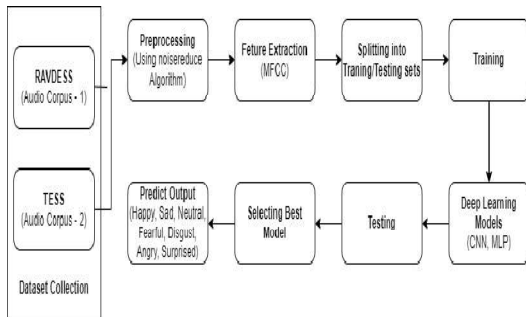 RAVDESS
(Audio Corpus - 1)
TESS
(Audio Corpus - 2)
Dataset Collection
Preprocessing
(Using noisereduce
Algorithm)
Feture Extraction
(MFCC)
Splitting into
Traning/Testing sets
Training
Deep Learning
Models
(CNN, MLP)
Testing
Selecting Best
Model
Predict Output
(Happy, Sad, Neutral,
Fearful, Disgust,
Angry, Surprised)